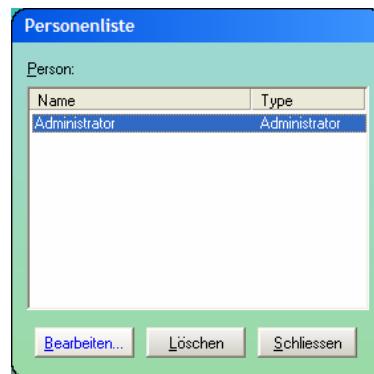 Personenliste
Person:
Name Type
Administrator Administrator
Bearbeiten... Löschen Schliessen